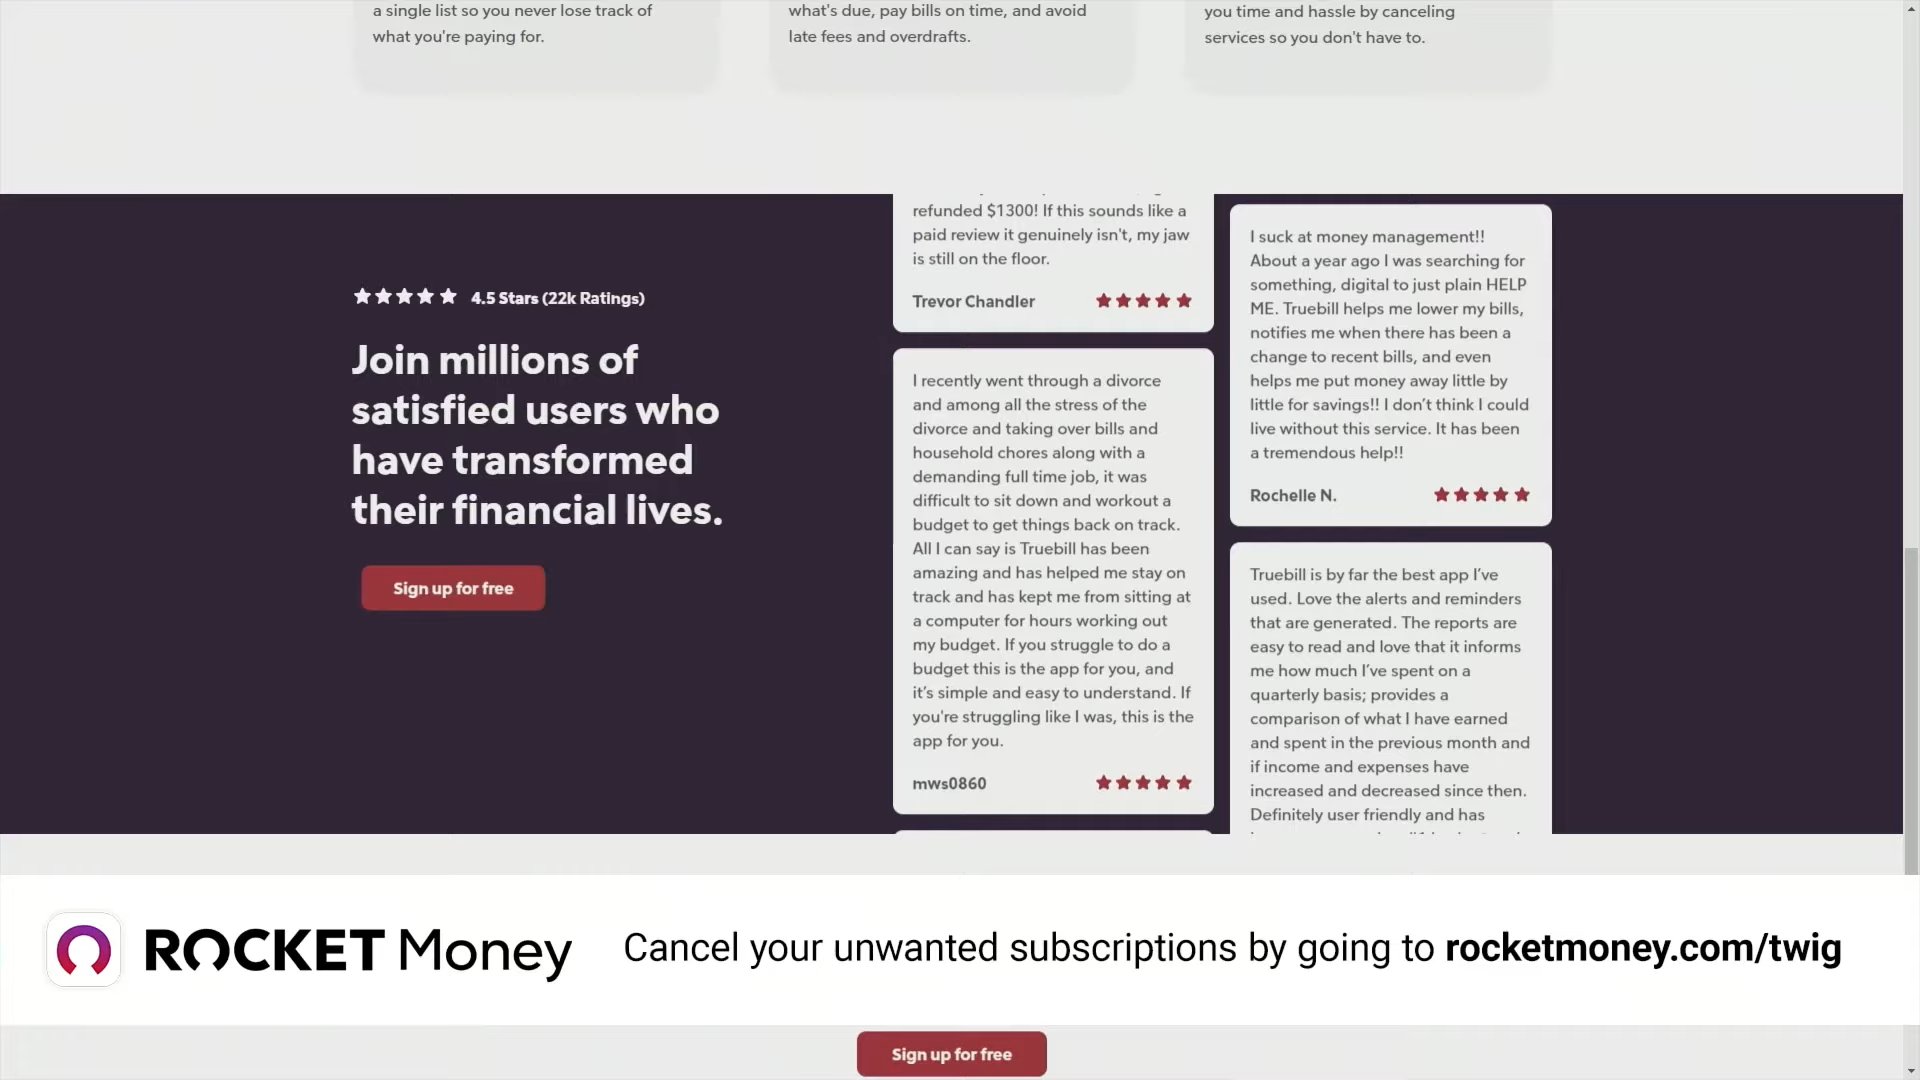 a single list so you never lose track of
what you're paying for.
what's due, pay bills on time, and avoid
late fees and overdrafts.
you time and hassle by canceling
services so you don't have to.
4.5 Stars (22k Ratings)
Join millions of
satisfied users who
have transformed
their financial lives.
Sign up for free
refunded $1300! If this sounds like a
paid review it genuinely isn't, my jaw
is still on the floor.
Trevor Chandler
I recently went through a divorce
and among all the stress of the
divorce and taking over bills and
household chores along with a
demanding full time job, it was
difficult to sit down and workout a
budget to get things back on track.
All I can say is Truebill has been
amazing and has helped me stay on
track and has kept me from sitting at
a computer for hours working out
my budget. If you struggle to do a
budget this is the app for you, and
it’s simple and easy to understand. If
you're struggling like I was, this is the
app for you.
mws0860
I suck at money management!!
About a year ago I was searching for
something, digital to just plain HELP
ME. Truebill helps me lower my bills,
notifies me when there has been a
change to recent bills, and even
helps me put money away little by
little for savings!! I don’t think I could
live without this service. It has been
a tremendous help!!
Rochelle N.
Truebill is by far the best app I’ve
used. Love the alerts and reminders
that are generated. The reports are
easy to read and love that it informs
me how much I’ve spent on a
quarterly basis; provides a
comparison of what I have earned
and spent in the previous month and
if income and expenses have
increased and decreased since then.
Definitely user friendly and has
ROCKET Money
Cancel your unwanted subscriptions by going to rocketmoney.com/twig
Sign up for free